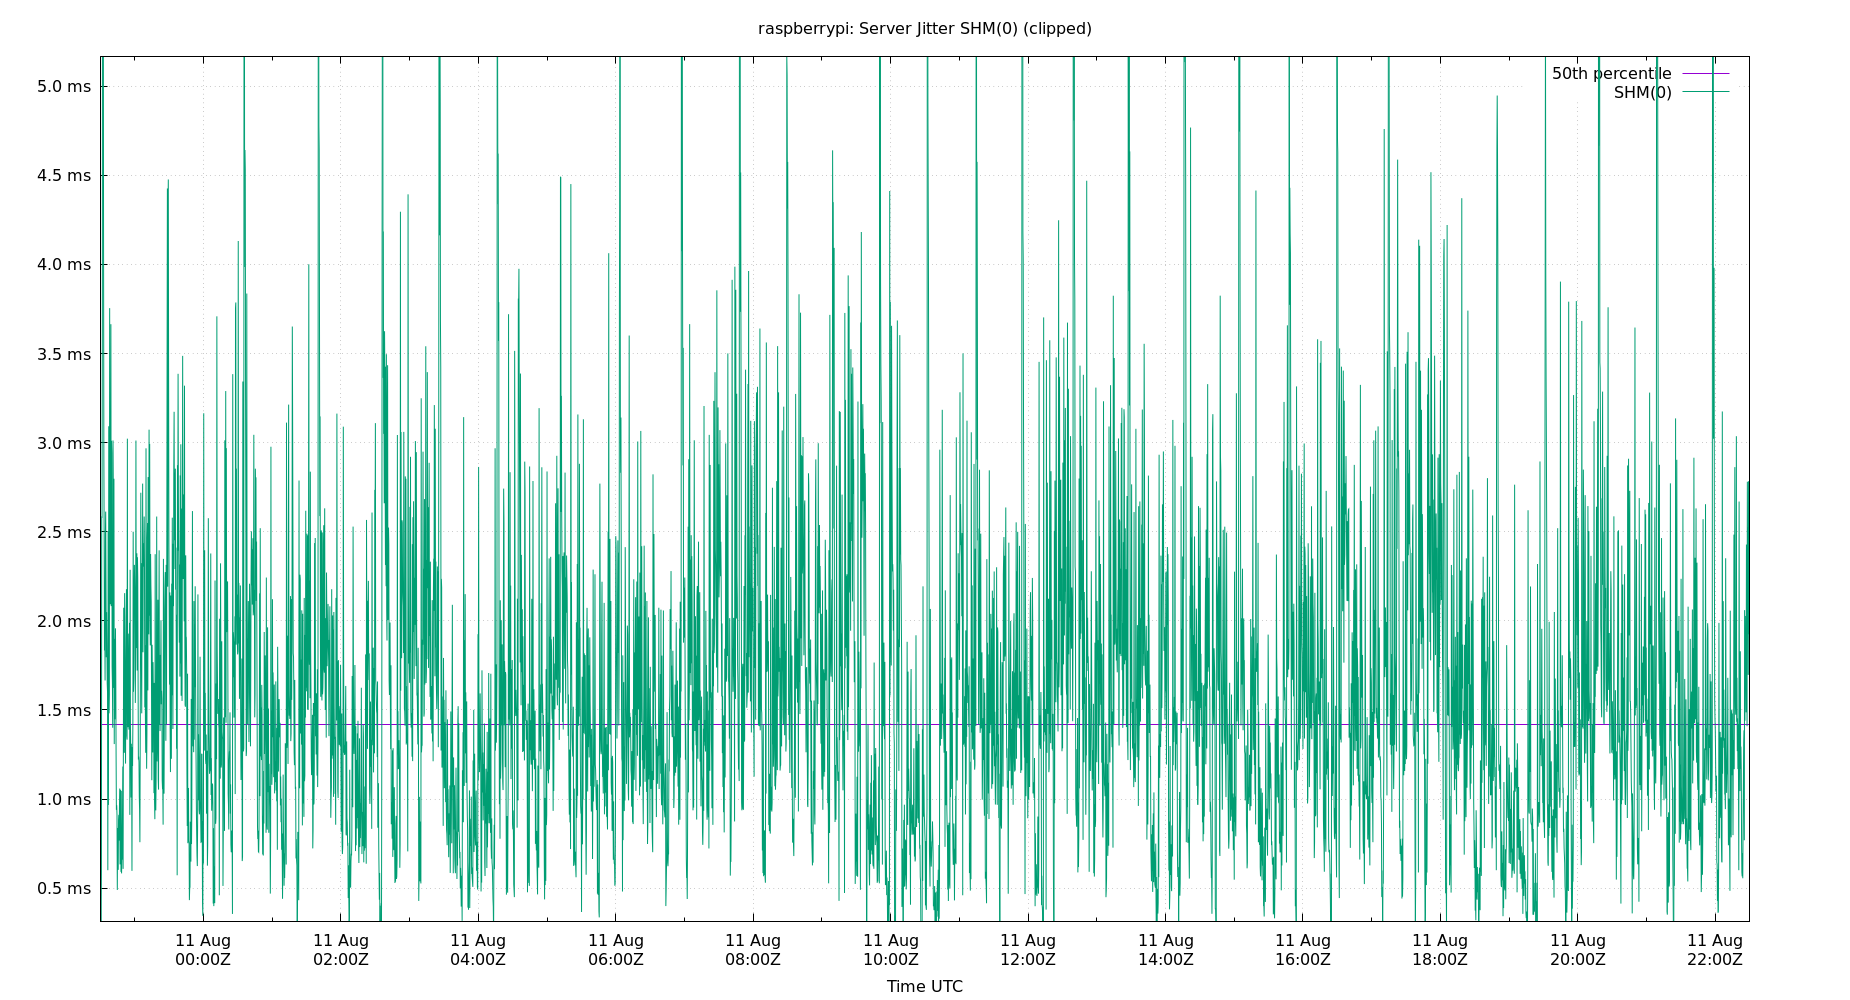 raspberrypi: Server Jitter SHM(0) (clipped)
50th percentile
SHM(0)
5.0 ms
4.5 ms
4.0 ms
3.5 ms
3.0 ms
2.5 ms
2.0 ms
1.5 ms
1.0 ms
0.5 ms
11 Aug 11 Aug 11 Aug 11 Aug 11 Aug 11 Aug 11 Aug 11 Aug 11 Aug 11 Aug 11 Aug 11 Aug
00:00Z 02:00Z 04:00Z 06:00Z 08:00Z 10:00Z 12:00Z 14:00Z 16:00Z 18:00Z 20:00Z 22:00Z
Time UTC